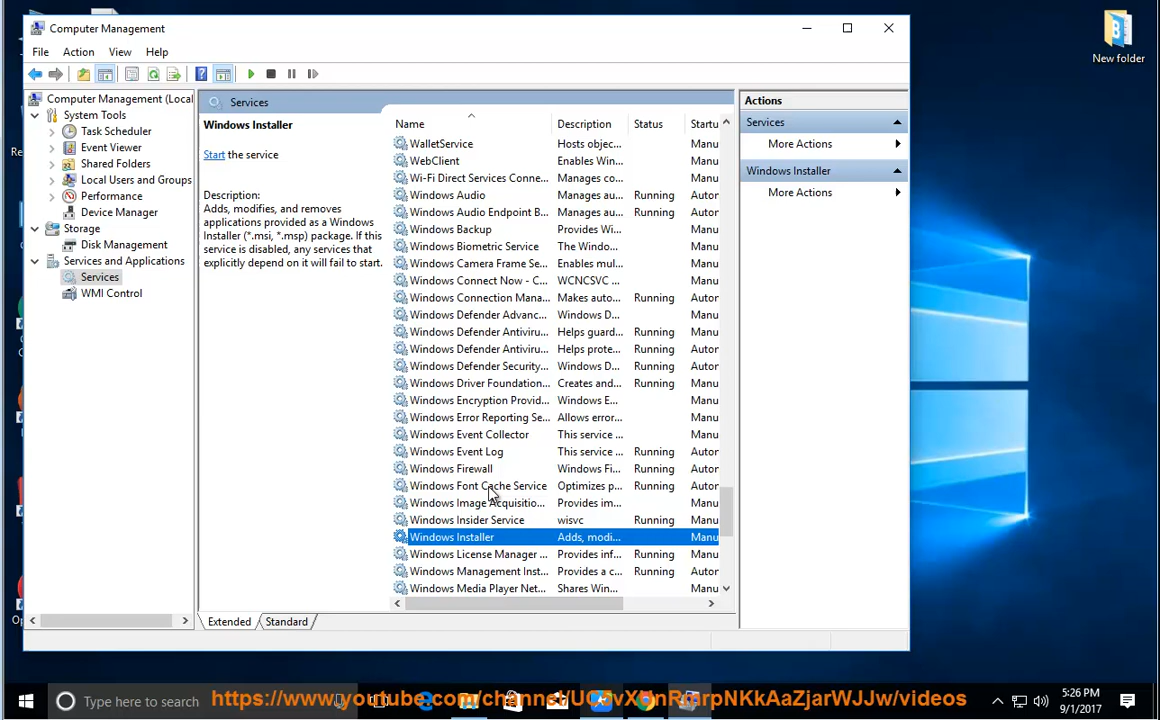 Computer Management
File Action View Help
Computer Management (Local
System Tools
Task Scheduler
Event Viewer
Shared Folders
Local Users and Groups
Performance
Device Manager
Storage
Disk Management
Services and Applications
Services
WMI Control
Services
Windows Installer
Start the service
Description:
Adds, modifies, and removes
applications provided as a Windows
Installer (*.msi, *.msp) package. If this
service is disabled, any services that
explicitly depend on it will fail to start.
Name Description Status Startu
WalletService Hosts objec... Manu
WebClient Enables Win... Manu
Wi-Fi Direct Services Conne... Manages co... Manu
Windows Audio Manages au... Running Autor
Windows Audio Endpoint B... Manages au... Running Autor
Windows Backup Provides Wi... Manu
Windows Biometric Service The Windo... Manu
Windows Camera Frame Se... Enables mul... Manu
Windows Connect Now - C... WCNCSVC ... Manu
Windows Connection Mana... Makes auto... Running Autor
Windows Defender Advanc... Windows D... Manu
Windows Defender Antiviru... Helps guard... Running Manu
Windows Defender Antiviru... Helps prote... Running Autor
Windows Defender Security... Windows D... Running Autor
Windows Driver Foundation... Creates and... Running Manu
Windows Encryption Provid... Windows E... Manu
Windows Error Reporting Se... Allows error... Manu
Windows Event Collector This service ... Manu
Windows Event Log This service ... Running Autor
Windows Firewall Windows Fi... Running Autor
Windows Font Cache Service Optimizes p... Running Autor
Windows Image Acquisitio... Provides im... Manu
Windows Insider Service wisvc Running Manu
Windows Installer Adds, modi... Manu
Windows License Manager ... Provides inf... Running Manu
Windows Management Inst... Provides a c... Running Autor
Windows Media Player Net... Shares Win... Manu
Extended Standard
Actions
Services
More Actions
Windows Installer
More Actions
New folder
Type here to search
5:26 PM
9/1/2017